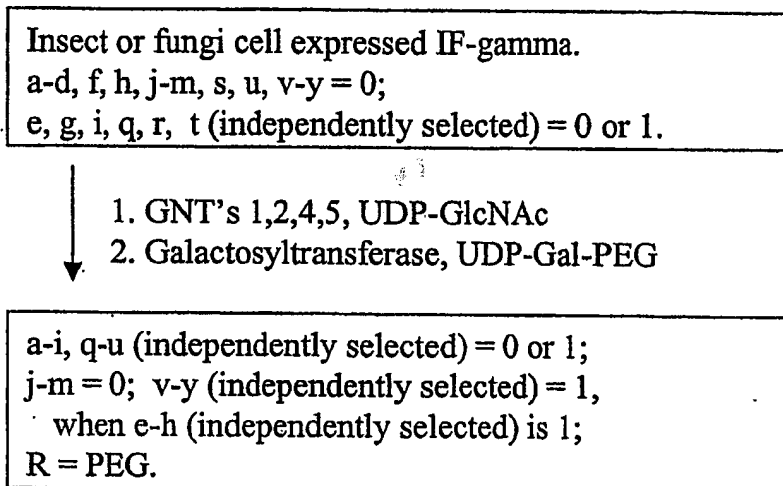 Insect or fungi cell expressed IF-gamma.
a-d, f, h, j-m, s, u, v-y = 0;
e, g, i, q, r, t (independently selected) = 0 or 1.
1. GNT's 1,2,4,5, UDP-GlcNAc
2. Galactosyltransferase, UDP-Gal-PEG
a-i, q-u (independently selected) = 0 or 1;
j-m = 0; v-y (independently selected) = 1,
when e-h (independently selected) is 1;
R = PEG.